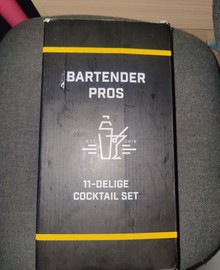 BARTENDER
PROS
11-DELIGE
COCKTAIL SET